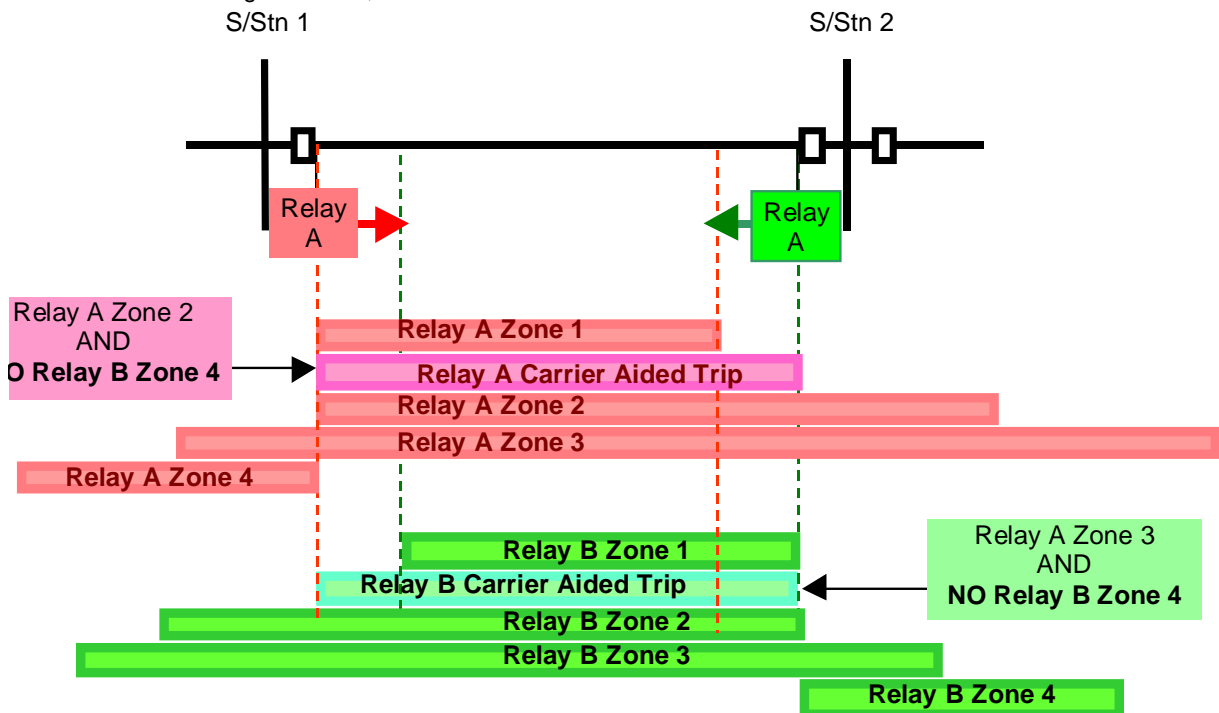 S/Stn 1
S/Stn 2
Relay
A
Relay
A
Relay A Zone 2
AND
O Relay B Zone 4
Relay A Zone 1
Relay A Carrier Aided Trip
Relay A Zone 2
Relay A Zone 3
Relay A Zone 4
Relay B Zone 1
Relay B Carrier Aided Trip
Relay B Zone 2
Relay B Zone 3
Relay B Zone 4
Relay A Zone 3
AND
NO Relay B Zone 4